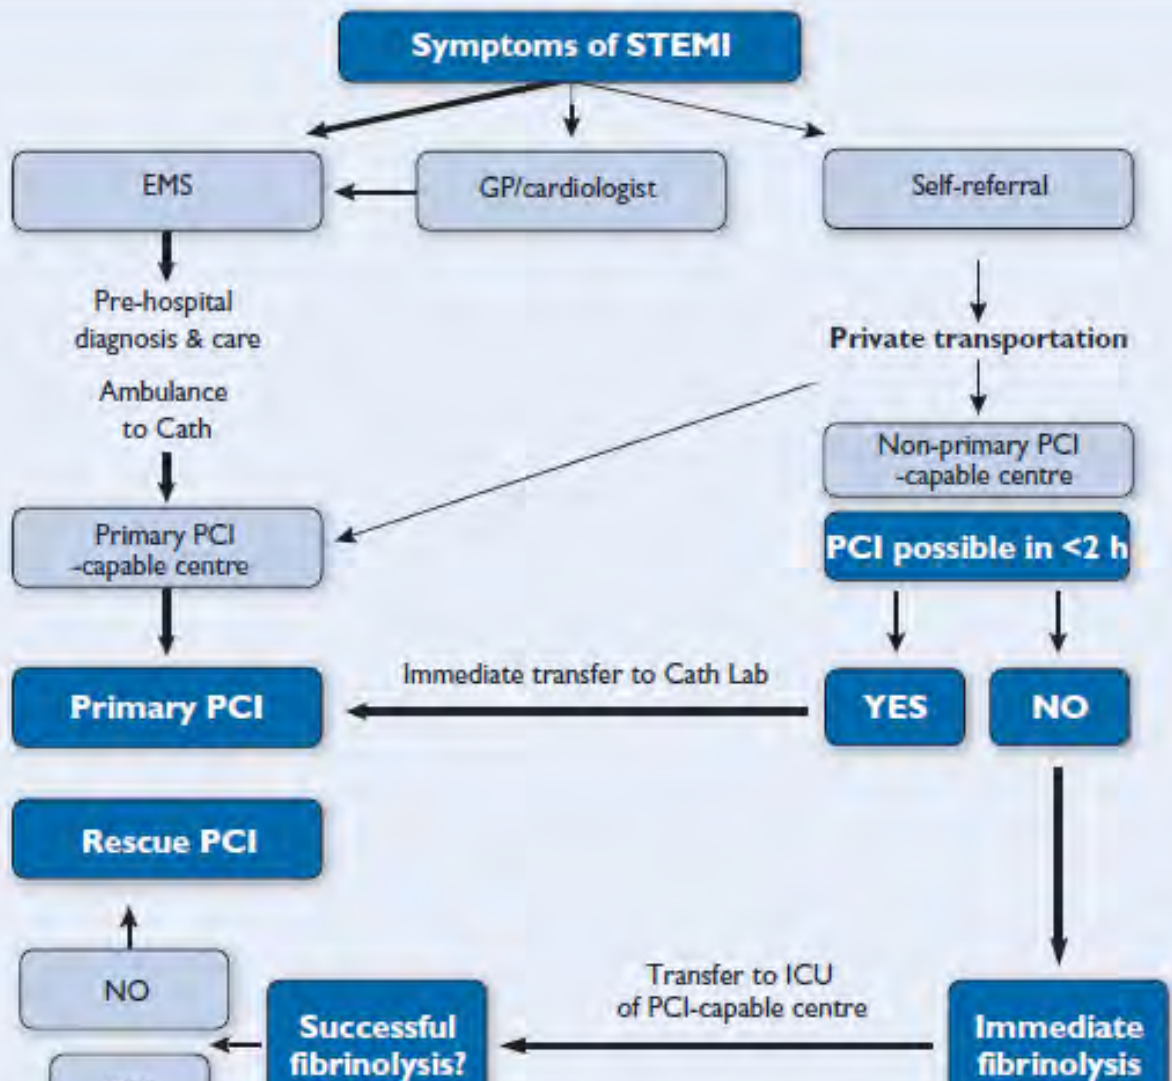 Symptoms of STEMI
EMS
GP/cardiologist
Self-referral
Pre-hospital
diagnosis & care
Private transportation
Ambulance
to Cath
Non-primary PCI
-capable centre
Primary PCI
-capable centre
PCI possible in <2 h
Immediate transfer to Cath Lab
Primary PCI
YES
NO
Rescue PCI
NO
Transfer to ICU
of PCI-capable centre
Successful
fibrinolysis?
Immediate
fibrinolysis